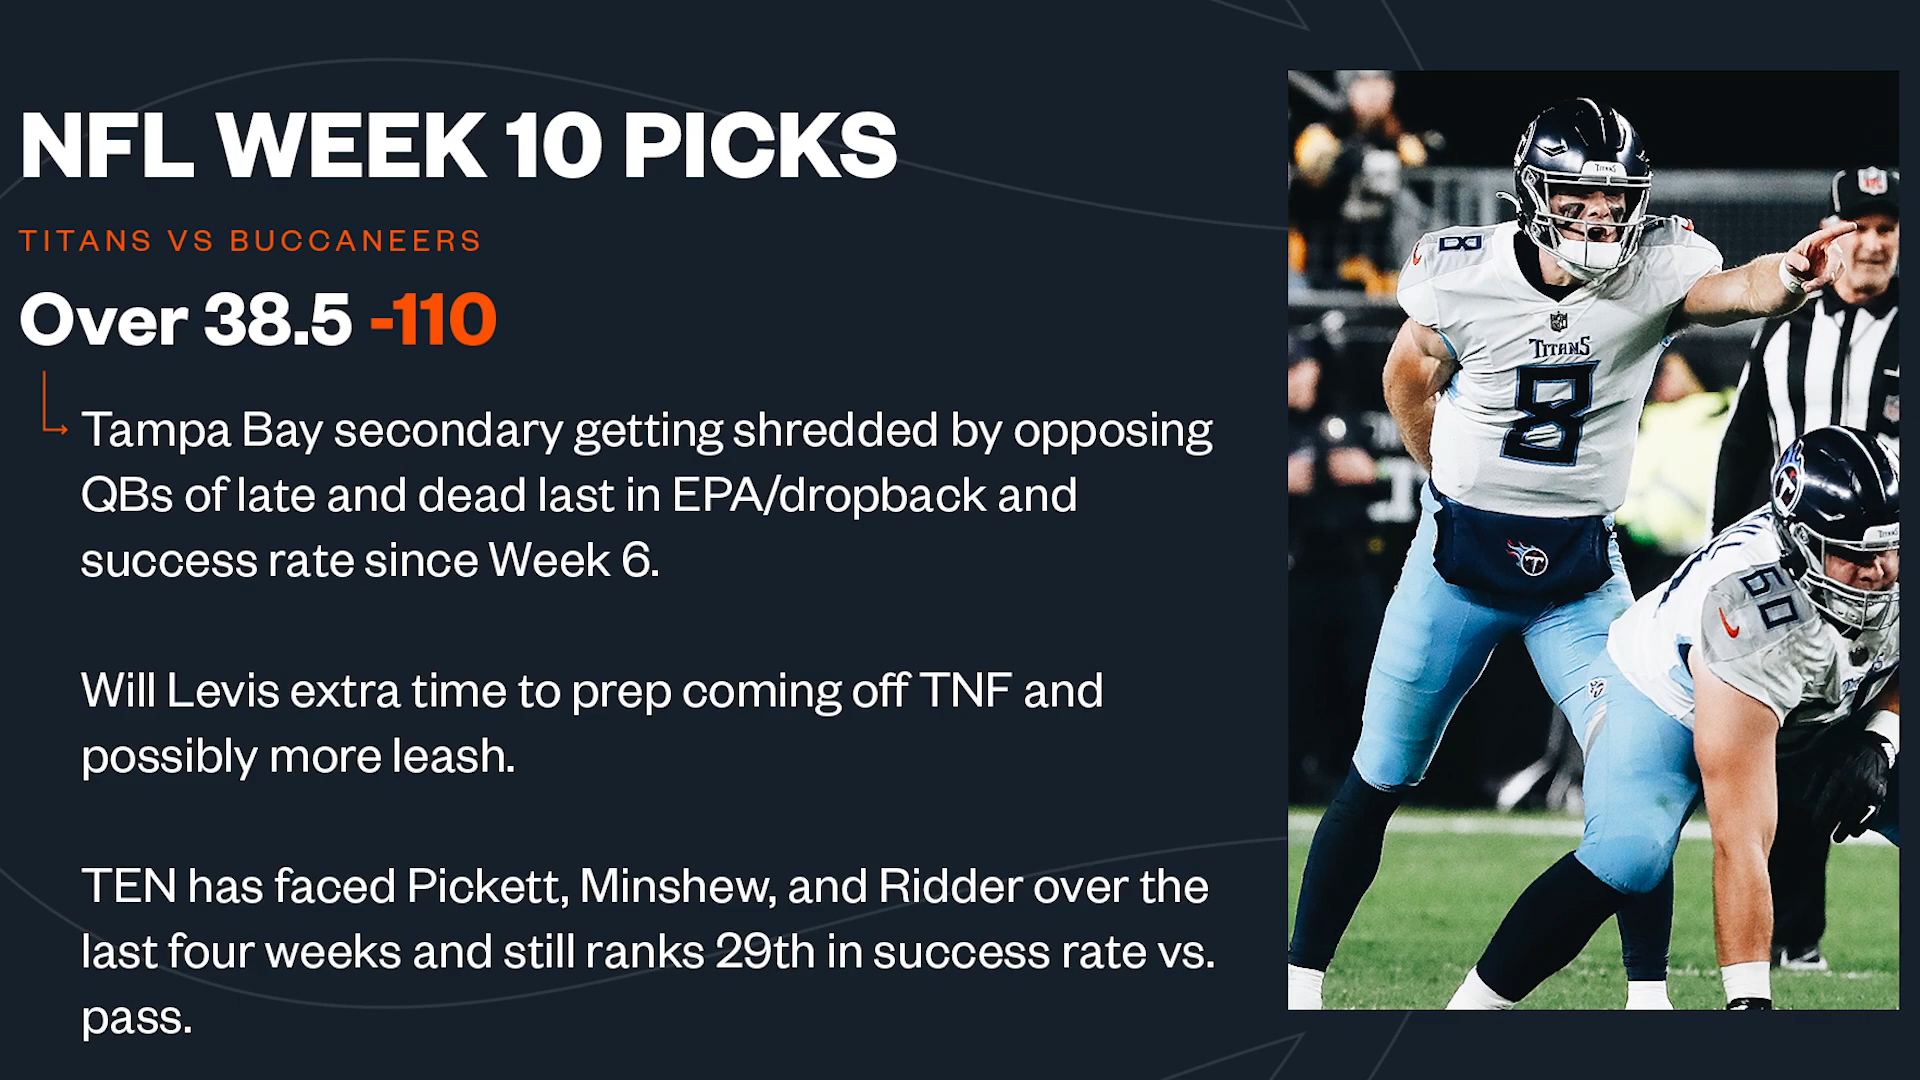 NFL WEEK 10 PICKS
TITANS VS BUCCANEERS
Over 38.5 -110
Tampa Bay secondary getting shredded by opposing
QBs of late and dead last in EPA/dropback and
success rate since Week 6.
Will Levis extra time to prep coming off TNF and
possibly more leash.
TEN has faced Pickett, Minshew, and Ridder over the
last four weeks and still ranks 29th in success rate vs.
pass.
TITANS
8
TITANS
8
60